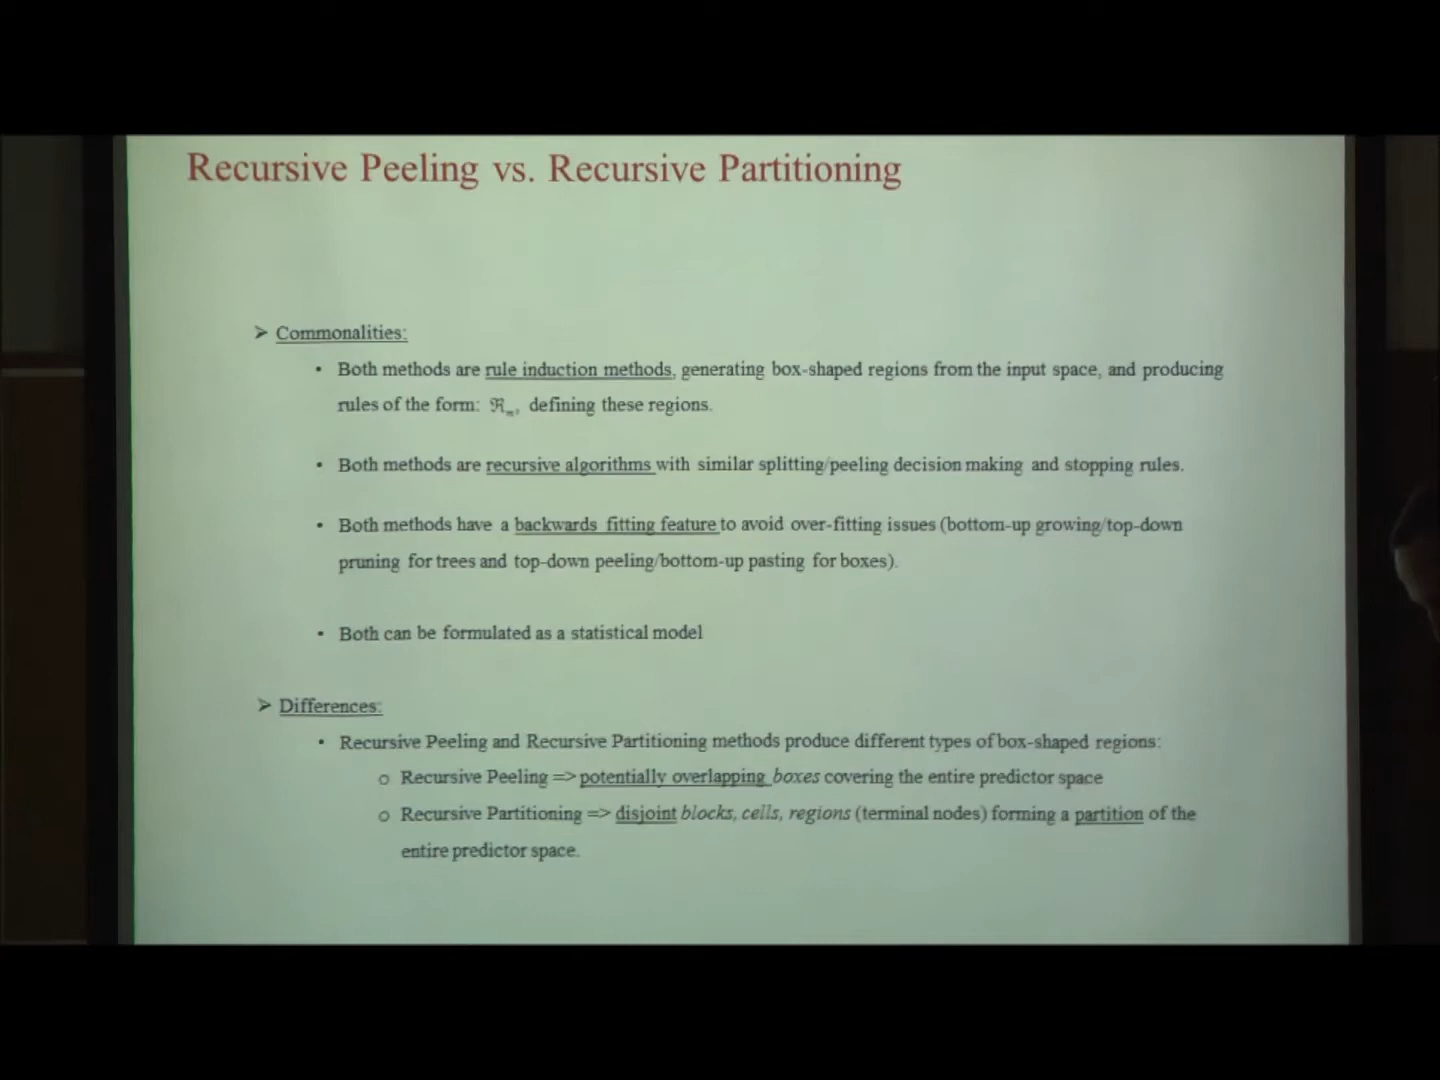 Recursive Peeling vs. Recursive Partitioning
➢ Commonalities:
• Both methods are rule induction methods, generating box-shaped regions from the input space, and producing
rules of the form: ℜₘ, defining these regions.
• Both methods are recursive algorithms with similar splitting/peeling decision making and stopping rules.
• Both methods have a backwards fitting feature to avoid over-fitting issues (bottom-up growing/top-down
pruning for trees and top-down peeling/bottom-up pasting for boxes).
• Both can be formulated as a statistical model
➢ Differences:
• Recursive Peeling and Recursive Partitioning methods produce different types of box-shaped regions:
o Recursive Peeling => potentially overlapping boxes covering the entire predictor space
o Recursive Partitioning => disjoint blocks, cells, regions (terminal nodes) forming a partition of the
entire predictor space.